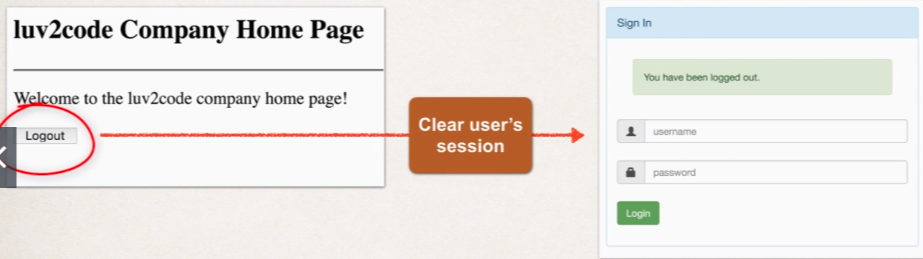 luv2code Company Home Page
Welcome to the luv2code company home page!
Logout
Clear user's
session
Sign In
You have been logged out.
username
password
Login